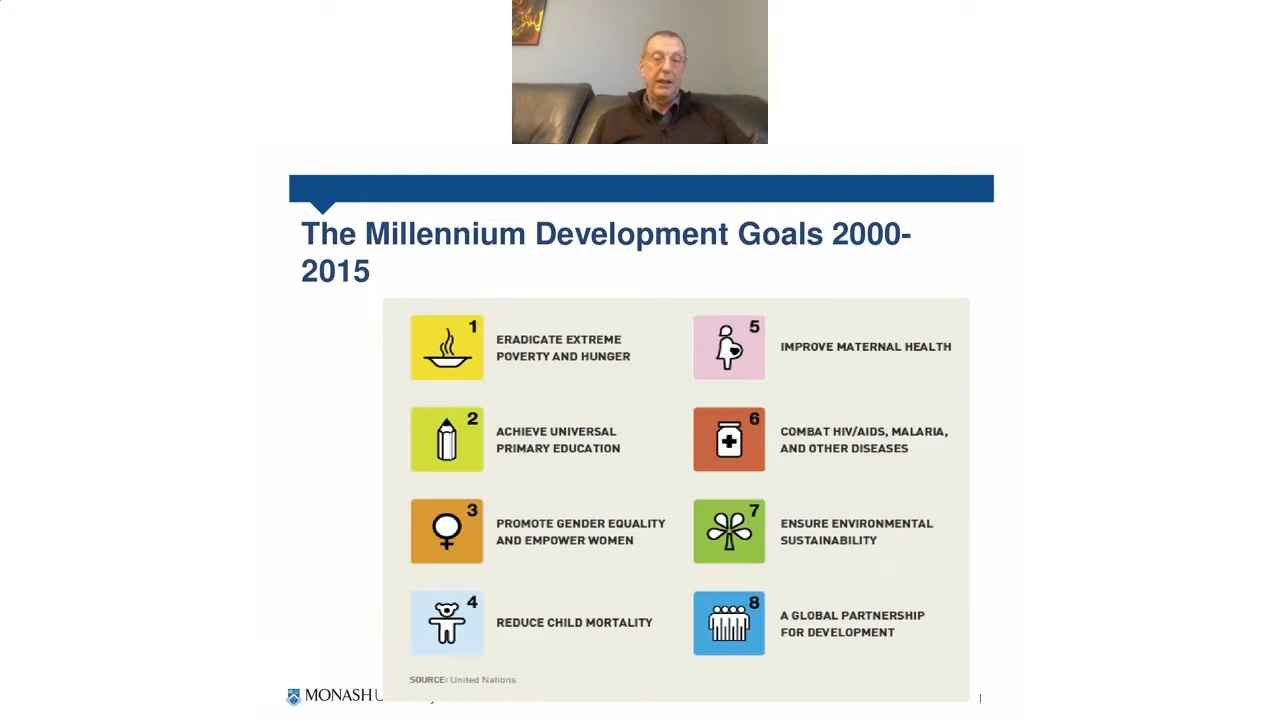 The Millennium Development Goals 2000-
2015
1
ERADICATE EXTREME
POVERTY AND HUNGER
2
ACHIEVE UNIVERSAL
PRIMARY EDUCATION
3
PROMOTE GENDER EQUALITY
AND EMPOWER WOMEN
4
REDUCE CHILD MORTALITY
5
IMPROVE MATERNAL HEALTH
6
COMBAT HIV/AIDS, MALARIA,
AND OTHER DISEASES
7
ENSURE ENVIRONMENTAL
SUSTAINABILITY
8
A GLOBAL PARTNERSHIP
FOR DEVELOPMENT
SOURCE: United Nations
MONASH